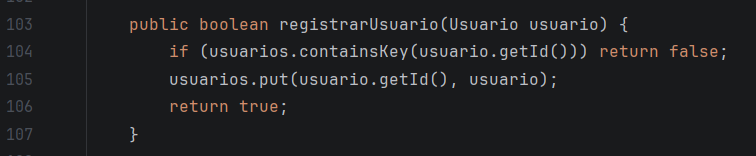 103 public boolean registrarUsuario(Usuario usuario) {
104 if (usuarios.containsKey(usuario.getId())) return false;
105 usuarios.put(usuario.getId(), usuario);
106 return true;
107 }